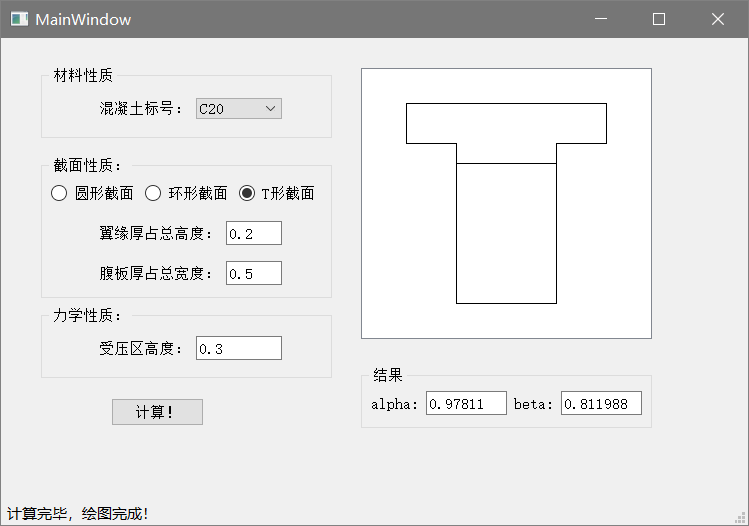 MainWindow
材料性质
混凝土标号： C20
截面性质：
圆形截面 环形截面 T形截面
翼缘厚占总高度： 0.2
腹板厚占总宽度： 0.5
力学性质：
受压区高度： 0.3
计算!
结果
alpha: 0.97811 beta: 0.811988
计算完毕，绘图完成！